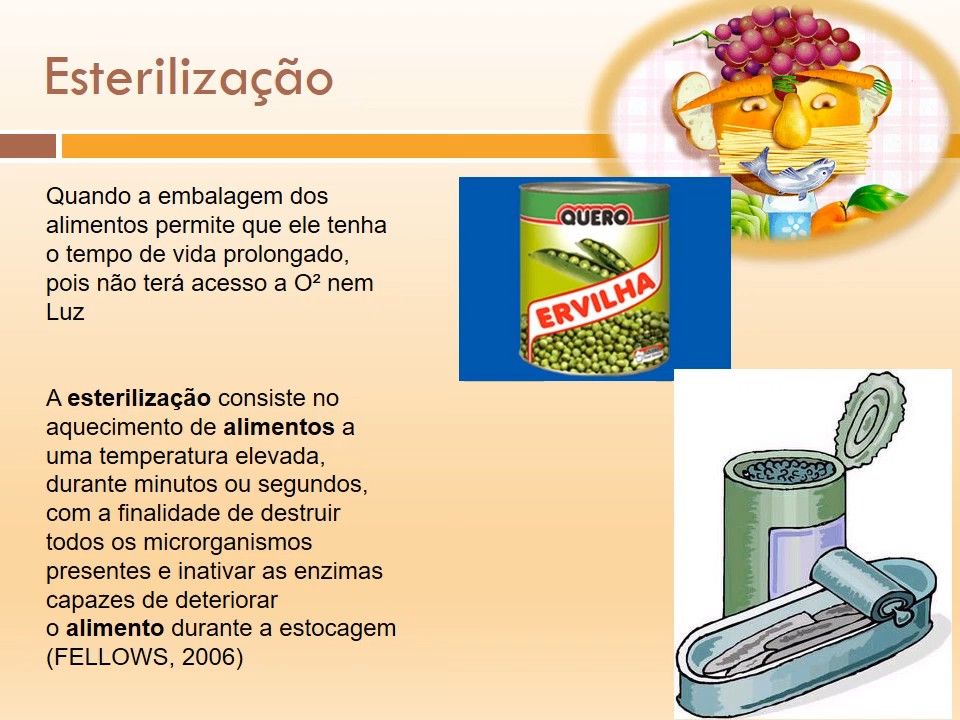 Esterilização
Quando a embalagem dos
alimentos permite que ele tenha
o tempo de vida prolongado,
pois não terá acesso a O² nem
Luz
QUERO
ERVILHA
A esterilização consiste no
aquecimento de alimentos a
uma temperatura elevada,
durante minutos ou segundos,
com a finalidade de destruir
todos os microrganismos
presentes e inativar as enzimas
capazes de deteriorar
o alimento durante a estocagem
(FELLOWS, 2006)